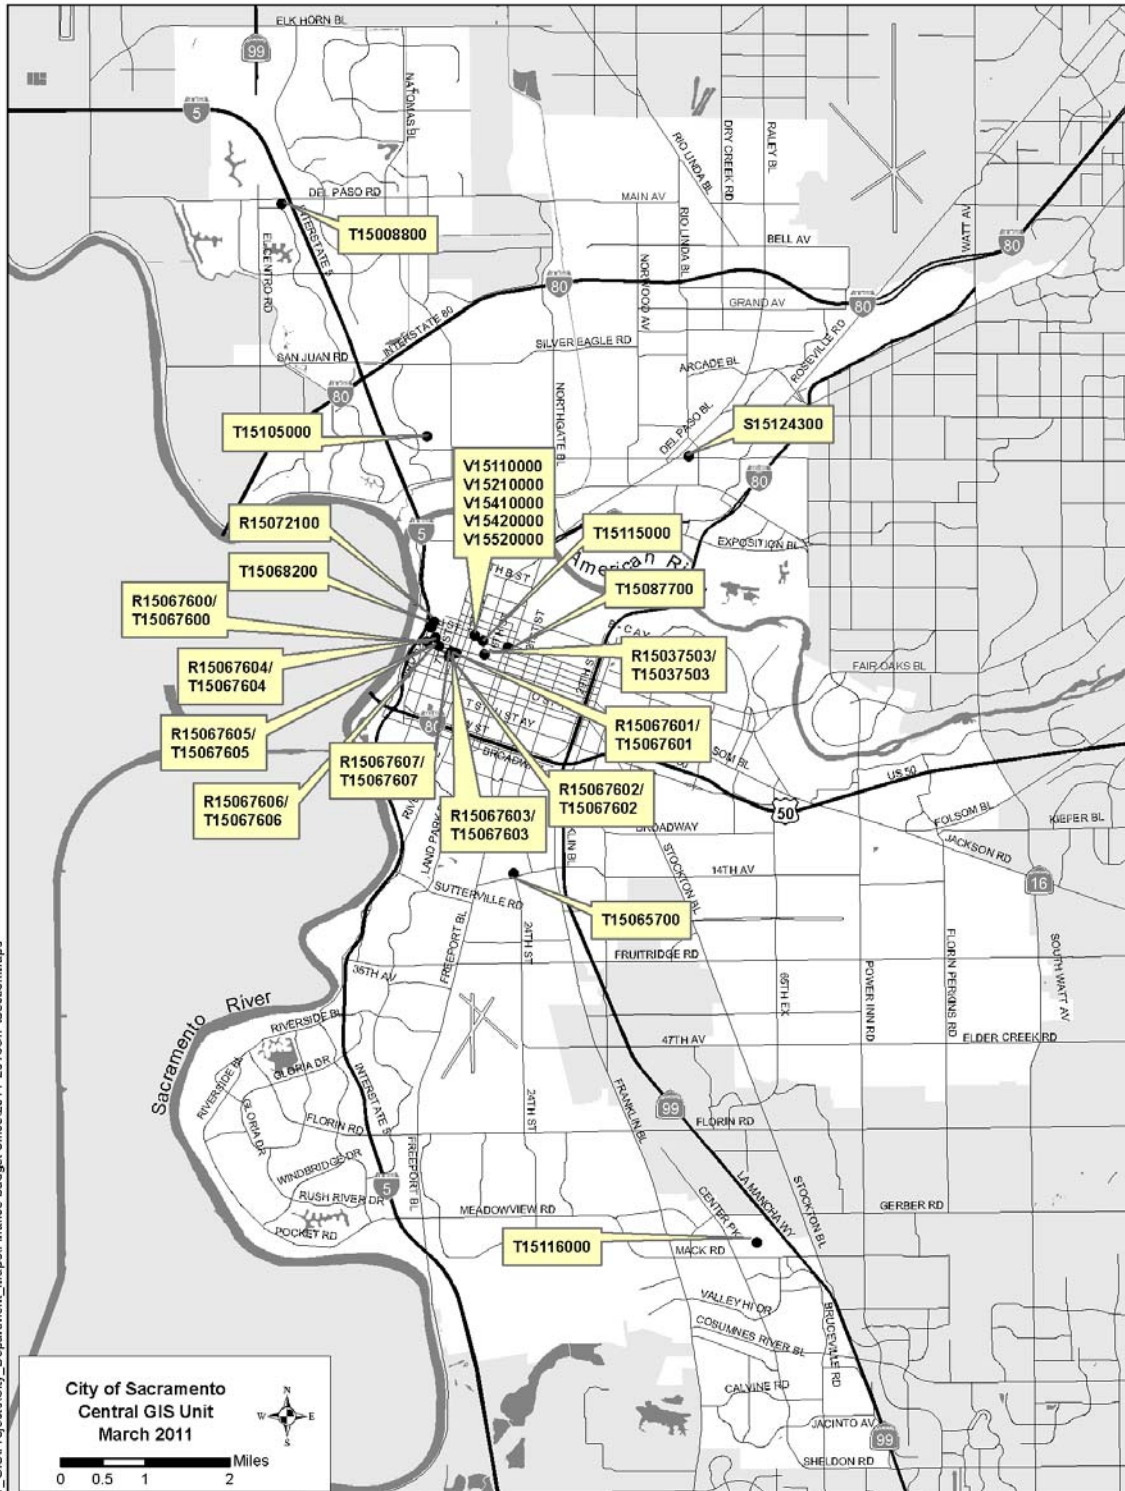 ELK HORN BL
99
5
NATOMAS BL
RIO LINDA BL
DRY CREEK RD
RALEY BL
DEL PASO RD
MAIN AV
RIO LINDA BL
WATT AV
T15008800
INTERSTATE 5
EL CENTRO RD
BELL AV
80
80
80
NORWOOD AV
GRAND AV
INTERSTATE 80
SILVER EAGLE RD
SAN JUAN RD
ARCADE BL
ROSEVILLE RD
80
NORTHGATE BL
DEL PASO BL
T15105000
S15124300
V15110000
V15210000
V15410000
V15420000
V15520000
80
R15072100
5
T15115000
EXPOSITION BL
American Ri
T15068200
TH B ST
T15087700
R15067600/
T15067600
R15037503/
T15037503
FAIR OAKS BL
R15067604/
T15067604
R15067601/
T15067601
R15067605/
T15067605
80
BROADW
US 50
R15067607/
T15067607
R15067602/
T15067602
R15067606/
T15067606
R15067603/
T15067603
50
FOLSOM BL
KIEFER BL
BROADWAY
JACKSON RD
LAND PARK
STOCKTON BL
14TH AV
16
SUTTERVILLE RD
T15065700
FREEPORT BL
24TH ST
FRUITRIDGE RD
35TH AV
65TH EX
POWER INN RD
FLORIN PERKINS RD
SOUTH WATT AV
Sacramento River
RIVERSIDE BL
47TH AV
ELDER CREEK RD
RIVERSIDE BL
GLORIA DR
GLORIA DR
INTERSTATE 5
24TH ST
FRANKLIN BL
99
FLORIN RD
FLORIN RD
FREEPORT BL
WINDBRIDGE DR
RUSH RIVER DR
5
POCKET RD
MEADOWVIEW RD
CENTER PK
LA MANCHA WY
STOCKTON BL
GERBER RD
T15116000
MACK RD
VALLEY HI DR
COSUMNES RIVER BL
BRUCEVILLE RD
CALVINE RD
JACINTO AV
99
SHELDON RD
City of Sacramento
Central GIS Unit
March 2011
N
W E
S
Miles
0 0.5 1 2